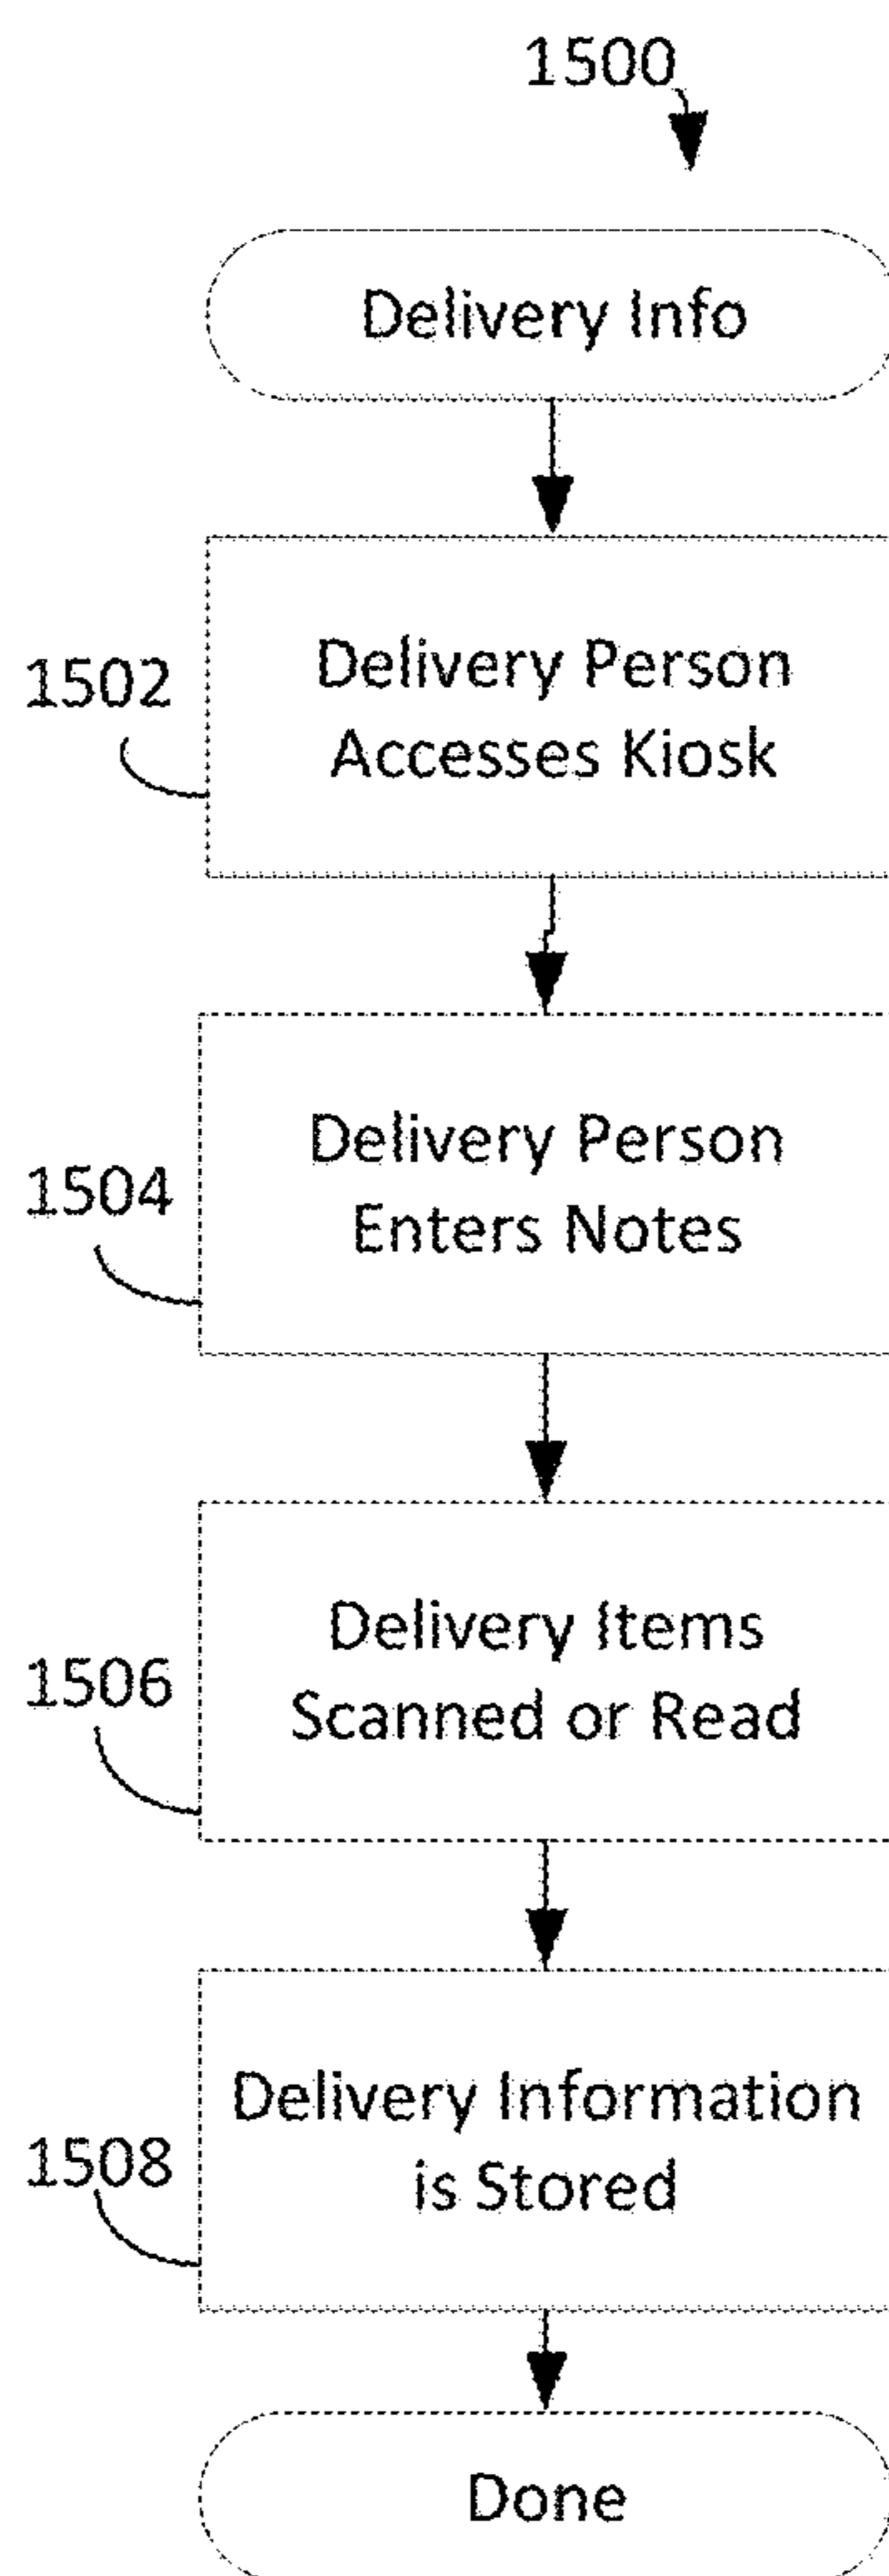 1500
Delivery Info
1502
Delivery Person
Accesses Kiosk
1504
Delivery Person
Enters Notes
1506
Delivery Items
Scanned or Read
1508
Delivery Information
is Stored
Done